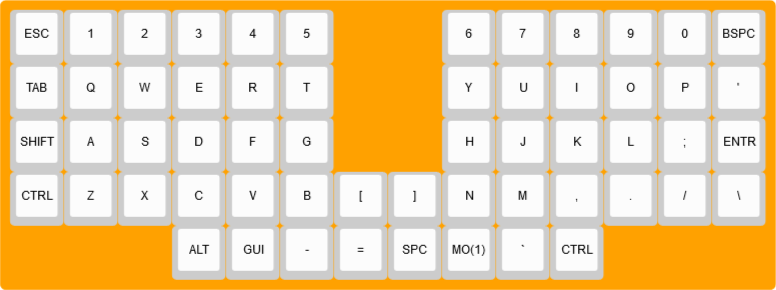 ESC 1 2 3 4 5 6 7 8 9 0 BSPC
TAB Q W E R T Y U I O P '
SHIFT A S D F G H J K L ; ENTR
CTRL Z X C V B [ ] N M , . / \
ALT GUI - = SPC MO(1) ` CTRL